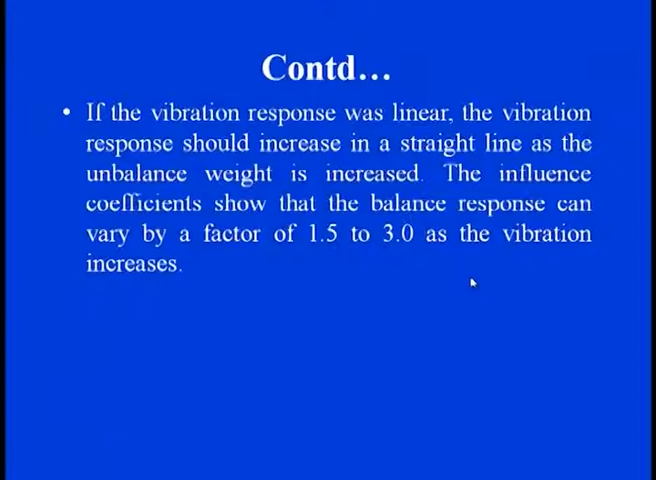 Contd...
• If the vibration response was linear, the vibration
response should increase in a straight line as the
unbalance weight is increased. The influence
coefficients show that the balance response can
vary by a factor of 1.5 to 3.0 as the vibration
increases.